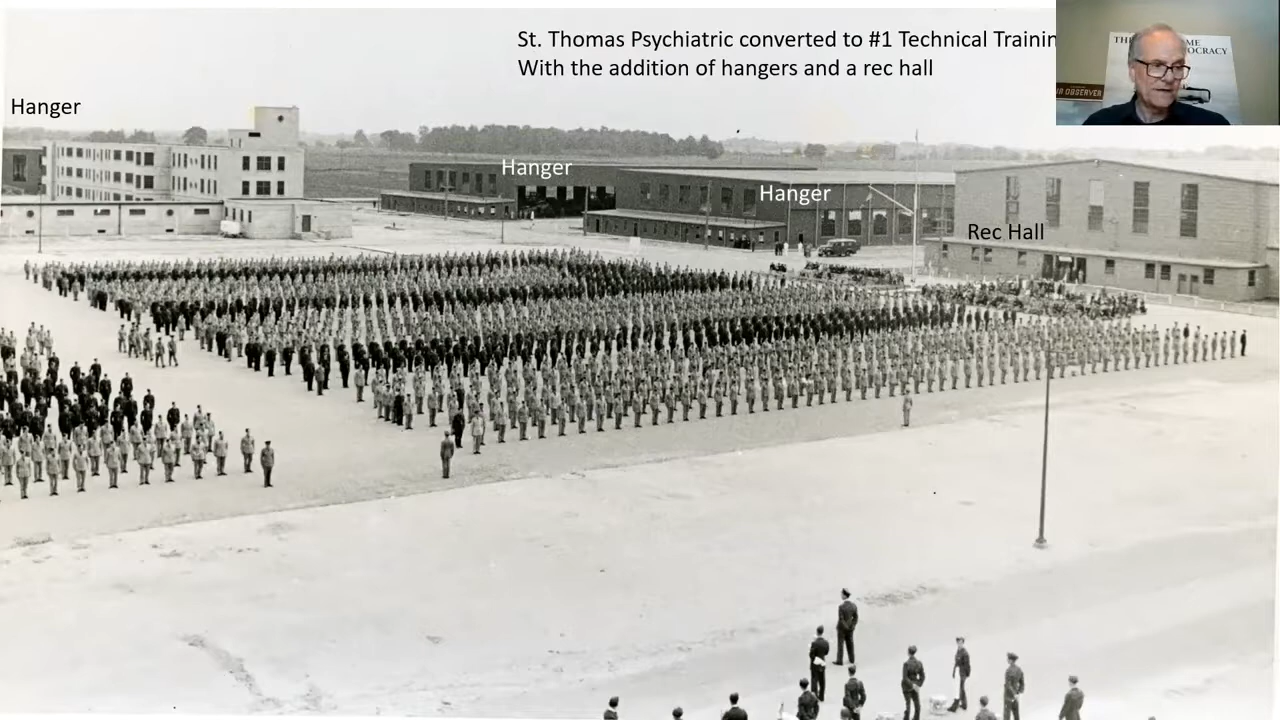 St. Thomas Psychiatric converted to #1 Technical
With the addition of hangers and a rec hall
Hanger
Hanger
Hanger
Rec Hall
OBSERVER